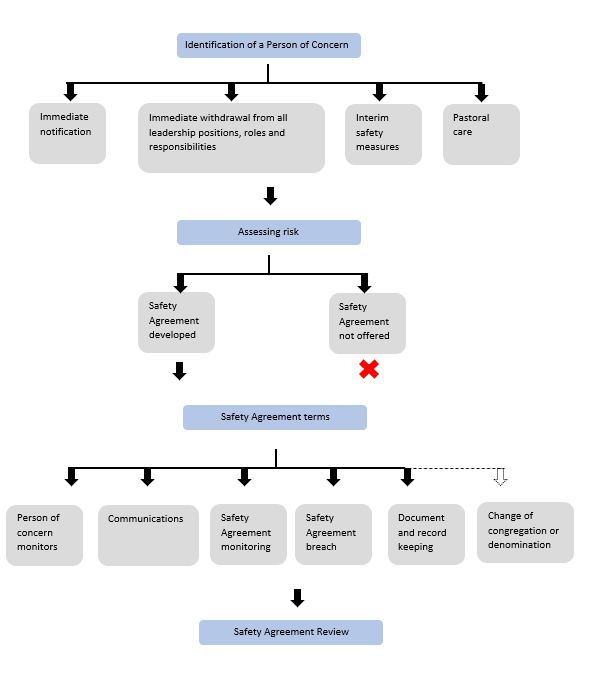 Identification of a Person of Concern
Immediate
notification
Immediate withdrawal from all
leadership positions, roles and
responsibilities
Interim
safety
measures
Pastoral
care
Assessing risk
Safety
Agreement
developed
Safety
Agreement
not offered
Safety Agreement terms
Person of
concern
monitors
Communications
Safety
Agreement
monitoring
Safety
Agreement
breach
Document
and record
keeping
Change of
congregation or
denomination
Safety Agreement Review